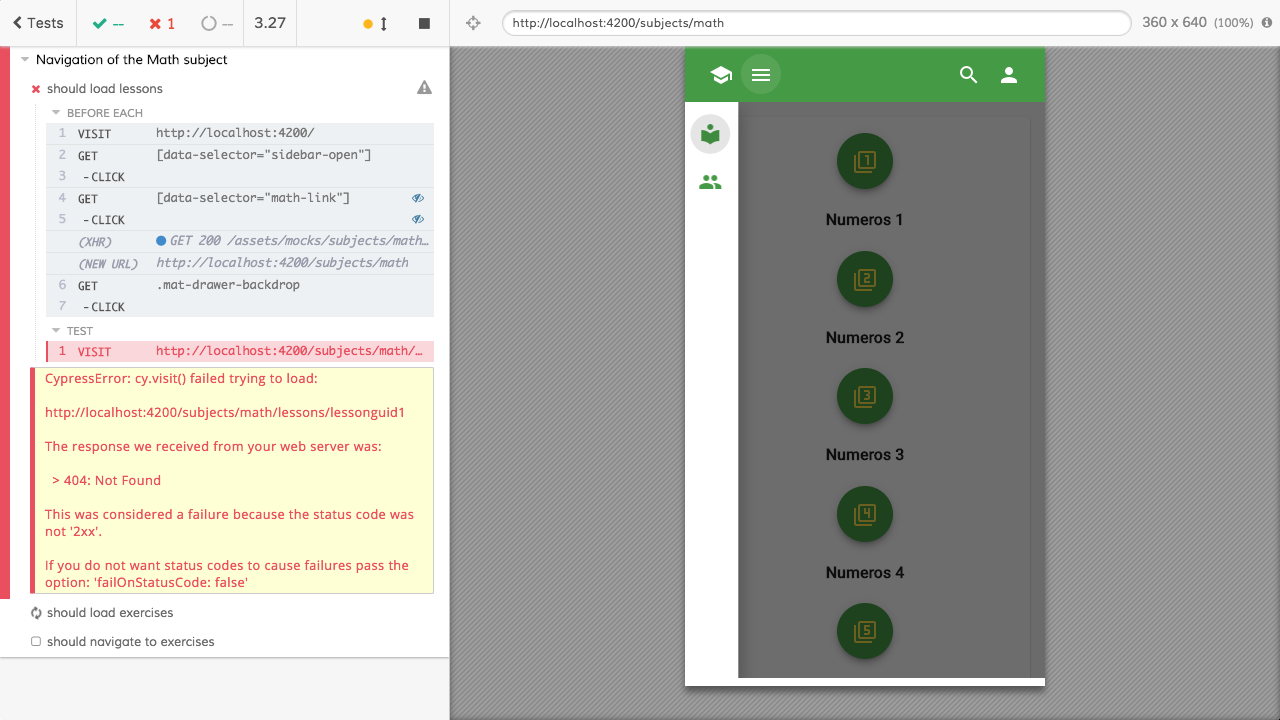 Tests
--
1
--
3.27
http://localhost:4200/subjects/math
360 x 640 (100%)
Navigation of the Math subject
should load lessons
BEFORE EACH
1 VISIT http://localhost:4200/
2 GET [data-selector="sidebar-open"]
3 -CLICK
4 GET [data-selector="math-link"]
5 -CLICK
(XHR) GET 200 /assets/mocks/subjects/math…
(NEW URL) http://localhost:4200/subjects/math
6 GET .mat-drawer-backdrop
7 -CLICK
TEST
1 VISIT http://localhost:4200/subjects/math/…
CypressError: cy.visit() failed trying to load:
http://localhost:4200/subjects/math/lessons/lessonguid1
The response we received from your web server was:
> 404: Not Found
This was considered a failure because the status code was
not '2xx'.
If you do not want status codes to cause failures pass the
option: 'failOnStatusCode: false'
should load exercises
should navigate to exercises
1
Numeros 1
2
Numeros 2
3
Numeros 3
4
Numeros 4
5